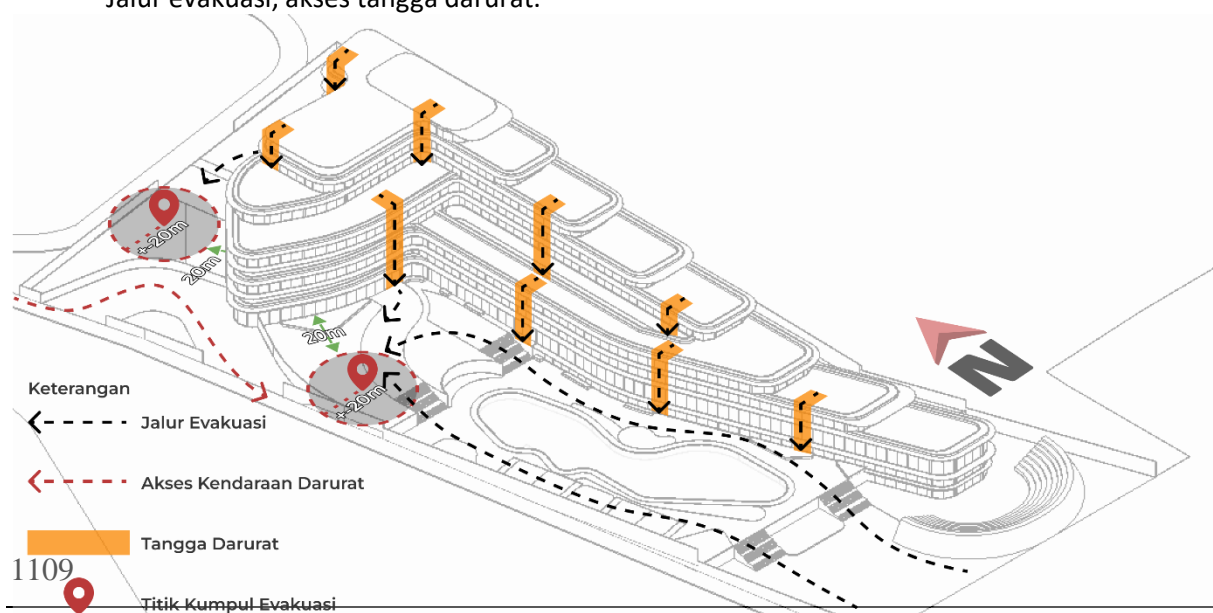 Jalur evakuasi, akses tangga darurat.
+-20m
20m
20m
+-20m
N
Keterangan
Jalur Evakuasi
Akses Kendaraan Darurat
Tangga Darurat
1109
Titik Kumpul Evakuasi